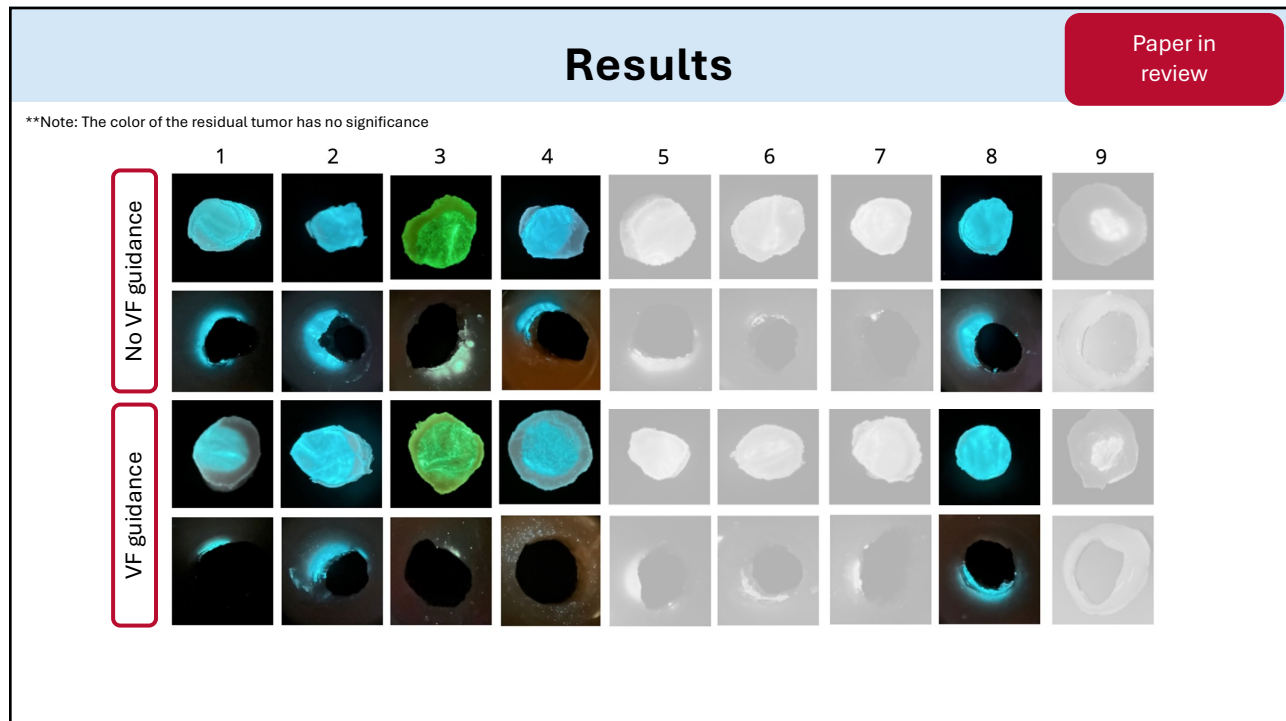 Results
Paper in
review
**Note: The color of the residual tumor has no significance
1 2 3 4 5 6 7 8 9
No VF guidance
VF guidance